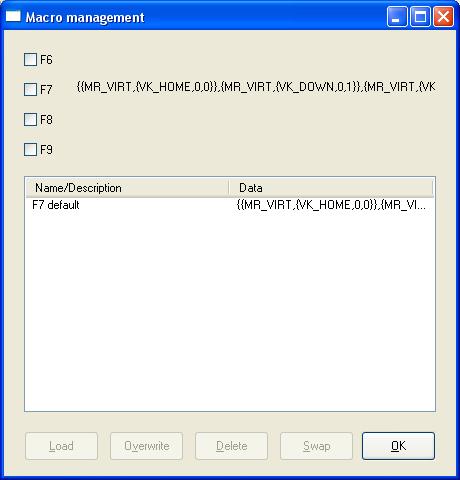 Macro management
F6
F7 {{MR_VIRT,{VK_HOME,0,0}},{MR_VIRT,{VK_DOWN,0,1}},{MR_VIRT,{VK
F8
F9
Name/Description Data
F7 default {{MR_VIRT,{VK_HOME,0,0}},{MR_VI...
Load Overwrite Delete Swap OK